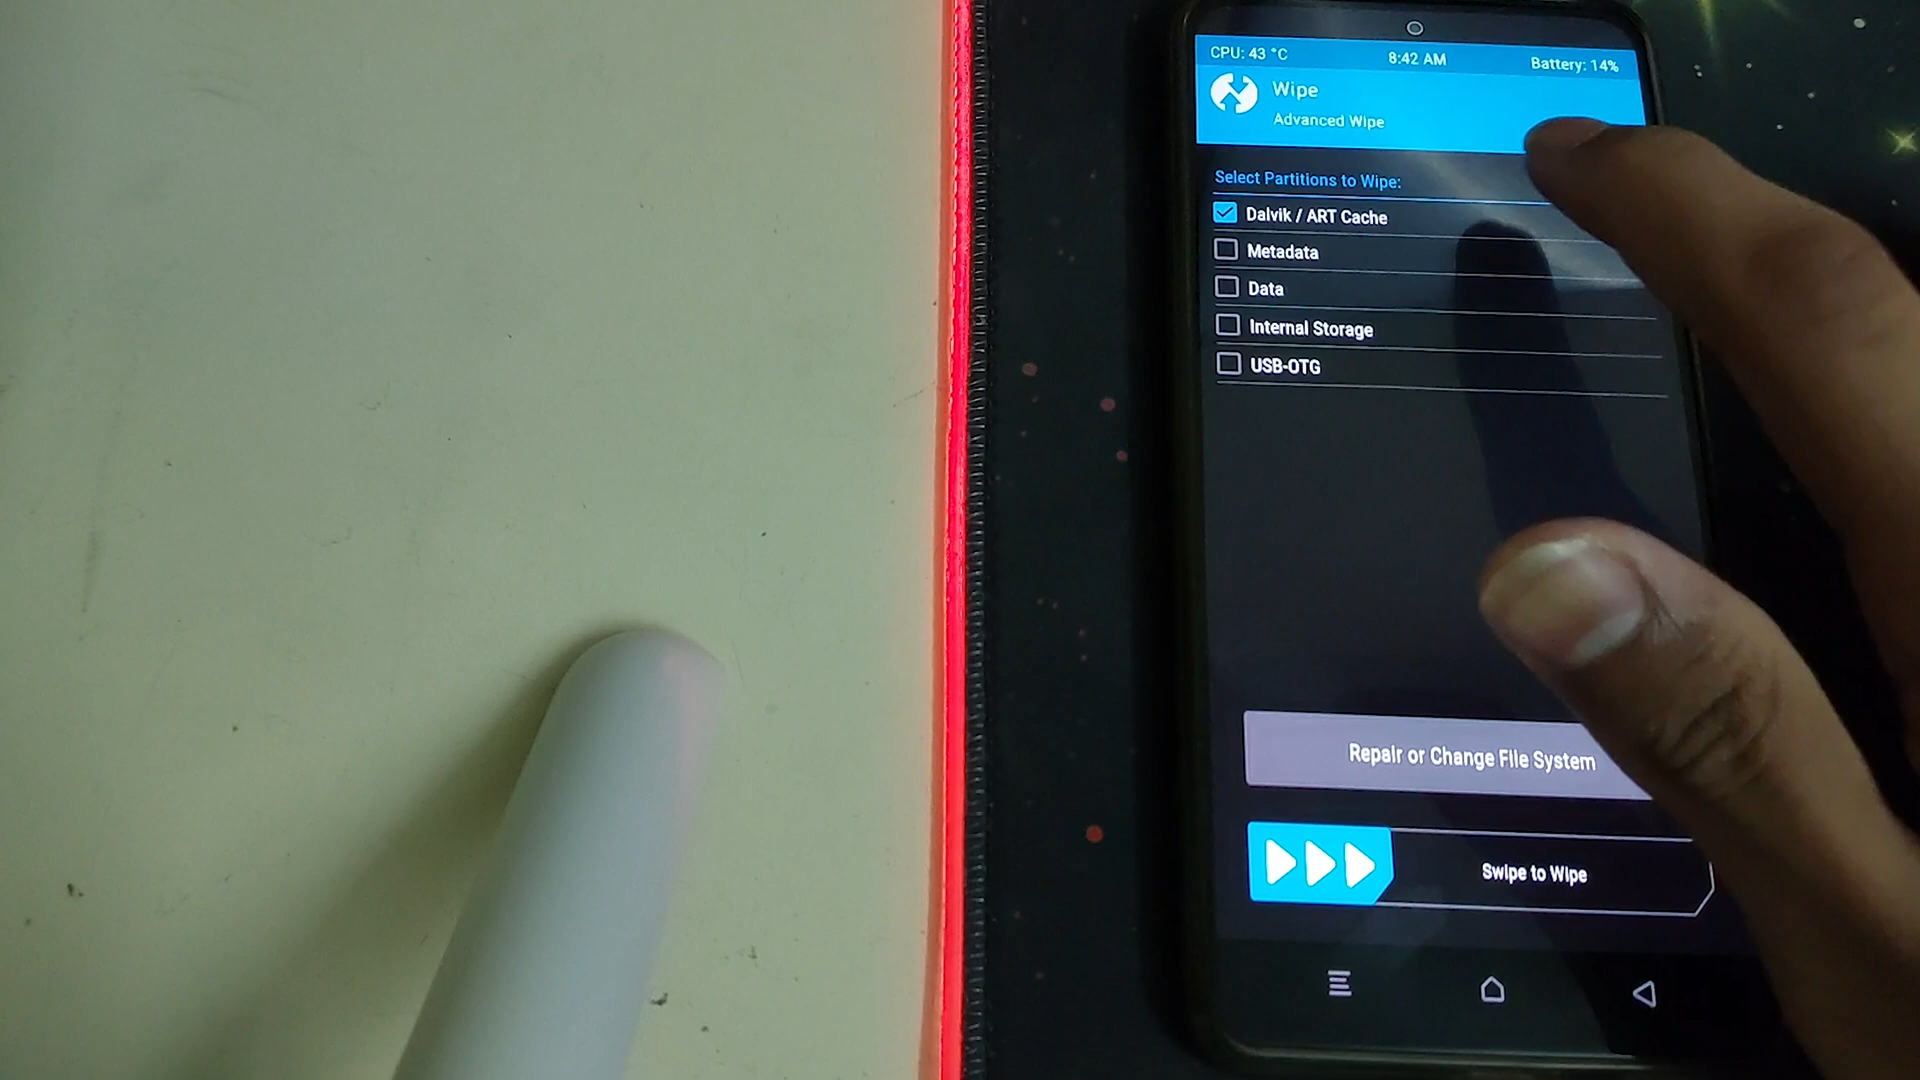 CPU: 43 °C 8:42 AM Battery: 14%
Wipe
Advanced Wipe
Select Partitions to Wipe:
Dalvik / ART Cache
Metadata
Data
Internal Storage
USB-OTG
Repair or Change File System
Swipe to Wipe